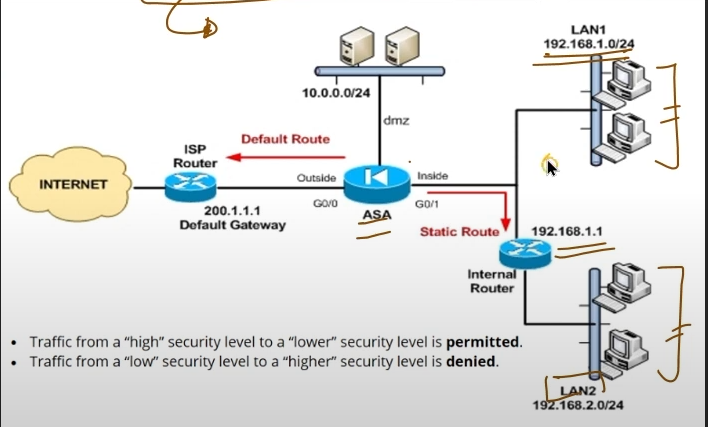 LAN1
192.168.1.0/24
10.0.0.0/24
dmz
Default Route
ISP
Router
INTERNET
Outside
Inside
G0/0
G0/1
ASA
200.1.1.1
Default Gateway
Static Route
192.168.1.1
Internal
Router
• Traffic from a “high” security level to a “lower” security level is permitted.
• Traffic from a “low” security level to a “higher” security level is denied.
LAN2
192.168.2.0/24